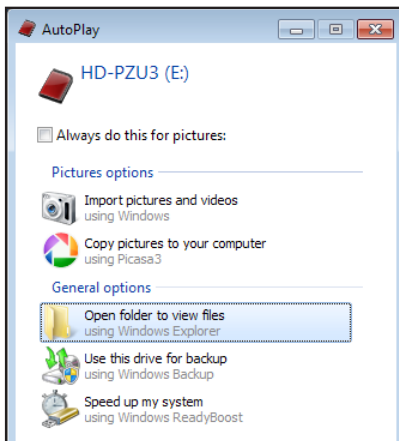 AutoPlay
HD-PZU3 (E:)
Always do this for pictures:
Pictures options
Import pictures and videos
using Windows
Copy pictures to your computer
using Picasa3
General options
Open folder to view files
using Windows Explorer
Use this drive for backup
using Windows Backup
Speed up my system
using Windows ReadyBoost